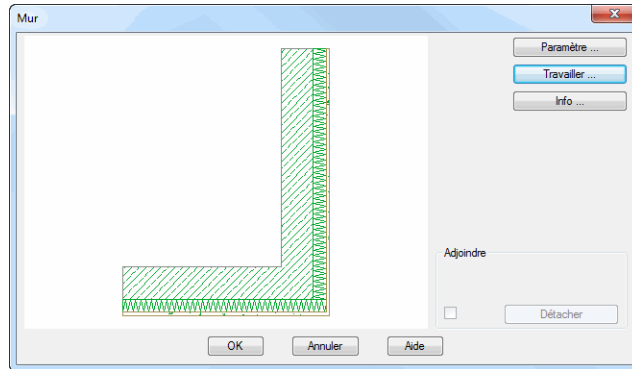 Mur
Paramètre ...
Travailler ...
Info ...
Adjoindre
Détacher
OK
Annuler
Aide